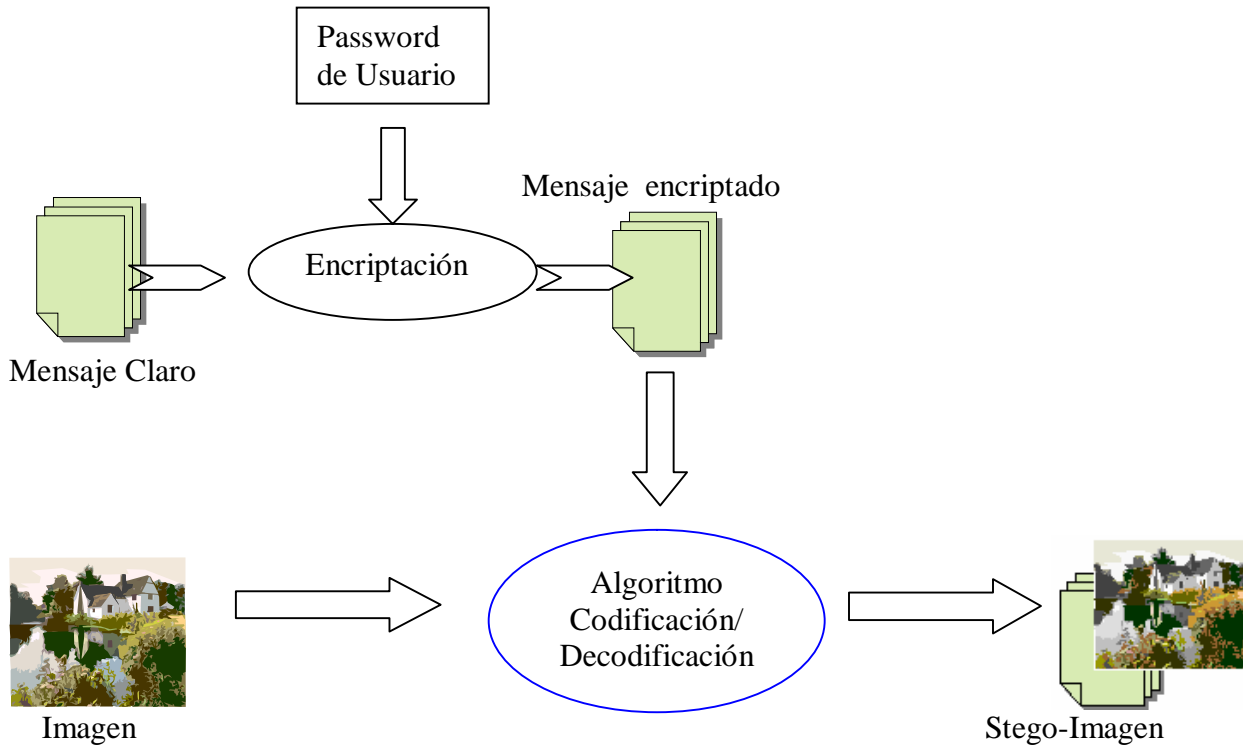 Password
de Usuario
Mensaje encriptado
Encriptación
Mensaje Claro
Algoritmo
Codificación/
Decodificación
Imagen
Stego-Imagen